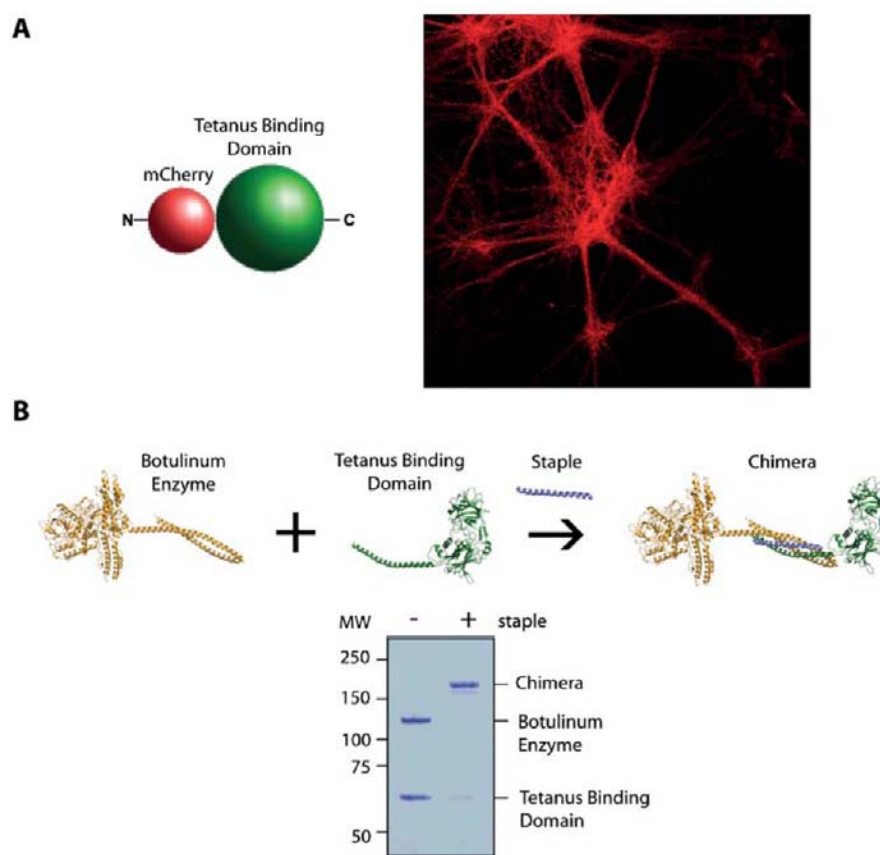 A
Tetanus Binding
Domain
mCherry
N
C
B
Botulinum
Enzyme
Tetanus Binding
Domain
Staple
Chimera
+
MW
-
+
staple
250
150
100
75
50
Chimera
Botulinum
Enzyme
Tetanus Binding
Domain